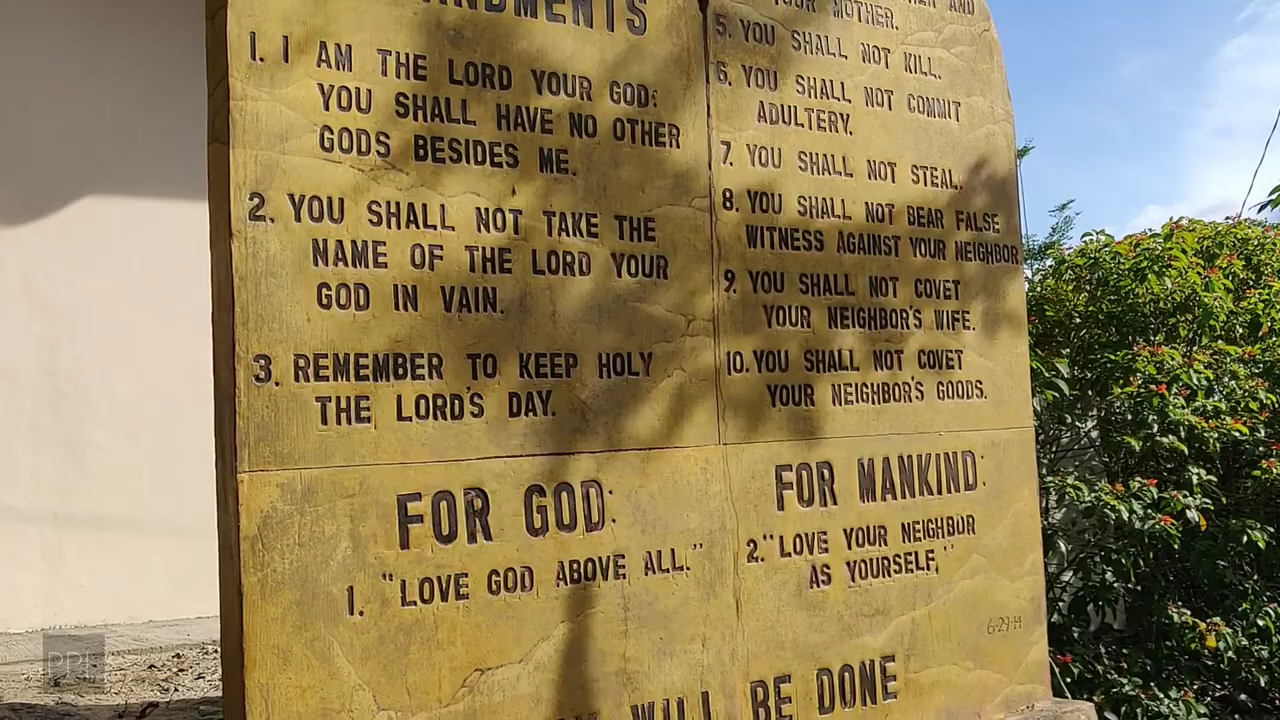 1. I AM THE LORD YOUR GOD:
YOU SHALL HAVE NO OTHER
GODS BESIDES ME.
2. YOU SHALL NOT TAKE THE
NAME OF THE LORD YOUR
GOD IN VAIN.
3. REMEMBER TO KEEP HOLY
THE LORD'S DAY.
AND
YOUR MOTHER.
5. YOU SHALL NOT KILL.
6. YOU SHALL NOT COMMIT
ADULTERY.
7. YOU SHALL NOT STEAL.
8. YOU SHALL NOT BEAR FALSE
WITNESS AGAINST YOUR NEIGHBOR
9. YOU SHALL NOT COVET
YOUR NEIGHBOR'S WIFE.
10. YOU SHALL NOT COVET
YOUR NEIGHBOR'S GOODS.
FOR GOD:
1. "LOVE GOD ABOVE ALL."
FOR MANKIND:
2. "LOVE YOUR NEIGHBOR
AS YOURSELF,"
6-29-14
WILL BE DONE